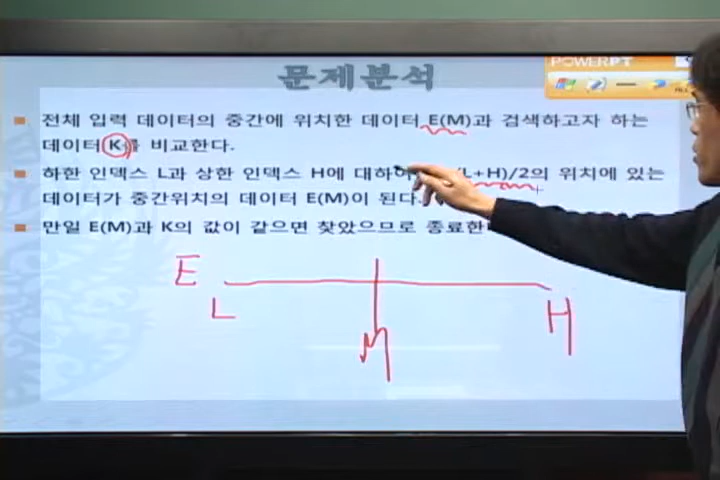 POWERPT
문제분석
전체 입력 데이터의 중간에 위치한 데이터 E(M)과 검색하고자 하는
데이터 K를 비교한다.
하한 인덱스 L과 상한 인덱스 H에 대하여 (L+H)/2의 위치에 있는
데이터가 중간위치의 데이터 E(M)이 된다.
만일 E(M)과 K의 값이 같으면 찾았으므로 종료한
E
L
H
M